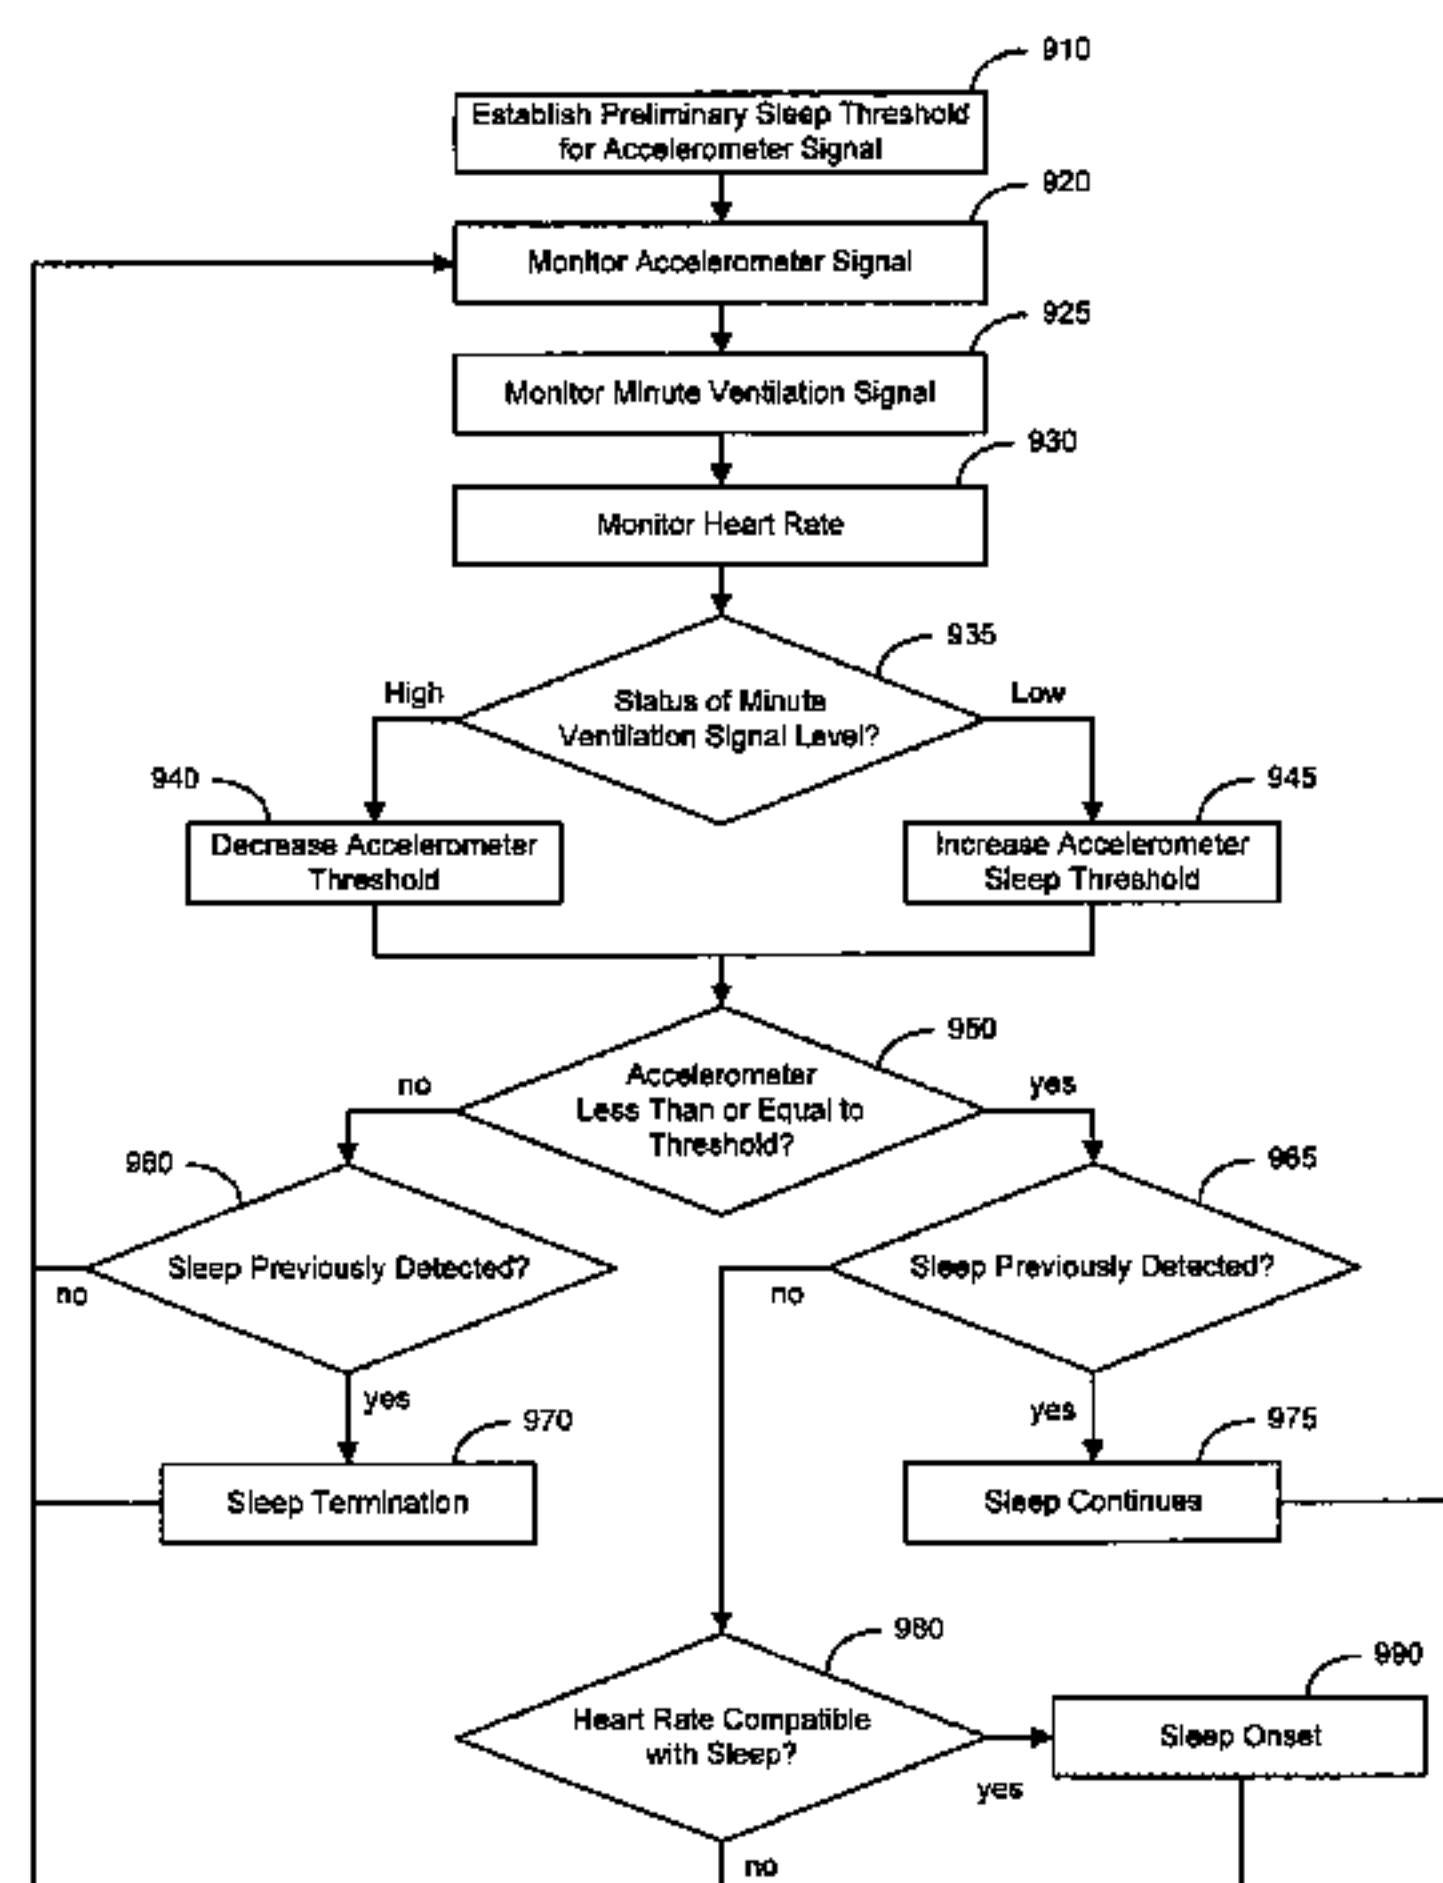 910
Establish Preliminary Sleep Threshold
for Accelerometer Signal
920
Monitor Accelerometer Signal
925
Monitor Minute Ventilation Signal
930
Monitor Heart Rate
935
High
Low
Status of Minute
Ventilation Signal Level?
940
945
Decrease Accelerometer
Threshold
Increase Accelerometer
Sleep Threshold
950
no
yes
Accelerometer
Less Than or Equal to
Threshold?
960
965
Sleep Previously Detected?
Sleep Previously Detected?
no
no
yes
yes
970
975
Sleep Termination
Sleep Continues
980
990
Heart Rate Compatible
with Sleep?
Sleep Onset
yes
no